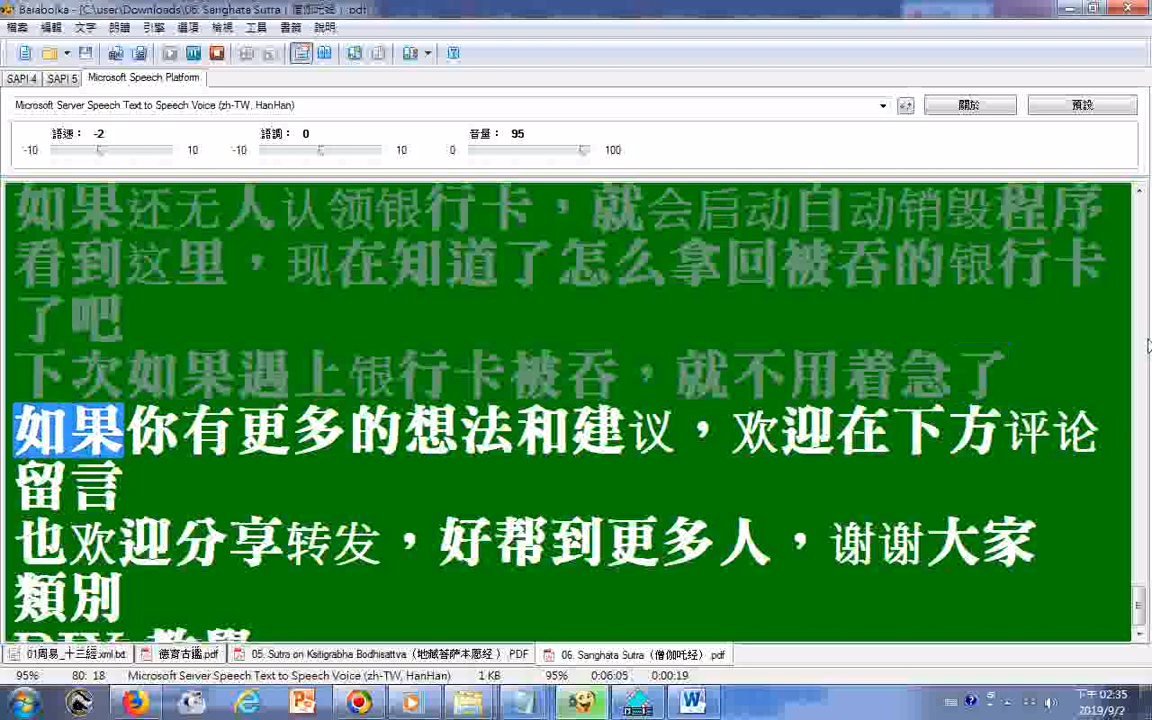 Balabolka - [C:\user\Downloads\06. Sanghata Sutra (僧伽吒经) .pdf]
檔案 編輯 文字 朗讀 引擎 選項 檢視 工具 書籤 說明
SAPI 4 SAPI 5 Microsoft Speech Platform
Microsoft Server Speech Text to Speech Voice (zh-TW, HanHan) 關於 預設
語速： -2 語調： 0 音量： 95
-10 10 -10 10 0 100
如果还无人认领银行卡，就会启动自动销毁程序
看到这里，现在知道了怎么拿回被吞的银行卡
了吧
下次如果遇上银行卡被吞，就不用着急了
如果你有更多的想法和建议，欢迎在下方评论
留言
也欢迎分享转发，好帮到更多人，谢谢大家
類別
DIY 教學
01周易_十三經.xml.txt 德育古鑑.pdf 05. Sutra on Ksitigrabha Bodhisattva（地藏菩萨本愿经）.PDF 06. Sanghata Sutra（僧伽吒经）.pdf
95% 80: 18 Microsoft Server Speech Text to Speech Voice (zh-TW, HanHan) 1 KB 95% 0:06:05 0:00:19
下午 02:35
2019/9/2